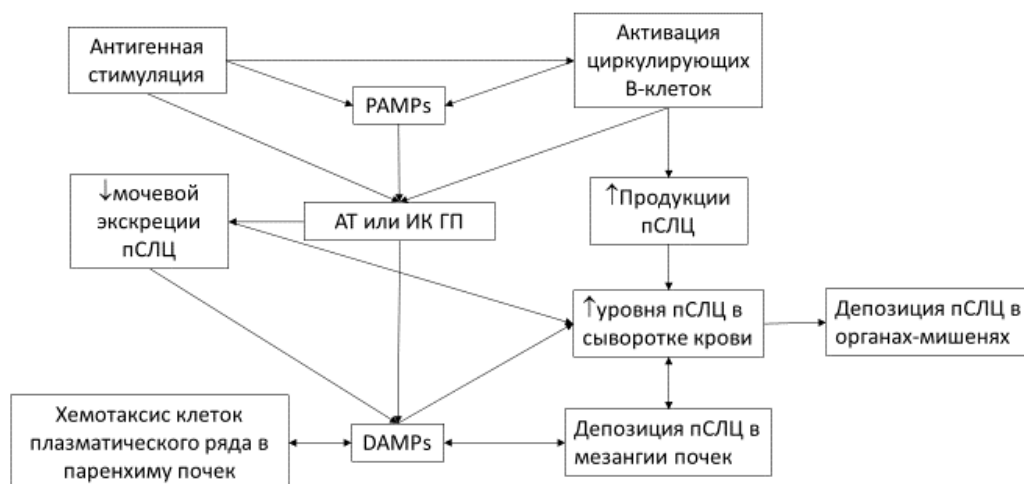 Антигенная
стимуляция
Активация
циркулирующих
В-клеток
PAMPs
↓мочевой
экскреции
пСЛЦ
АТ или ИК ГП
↑Продукции
пСЛЦ
↑уровня пСЛЦ в
сыворотке крови
Депозиция пСЛЦ в
органах-мишенях
Хемотаксис клеток
плазматического ряда в
паренхиму почек
DAMPs
Депозиция пСЛЦ в
мезангии почек